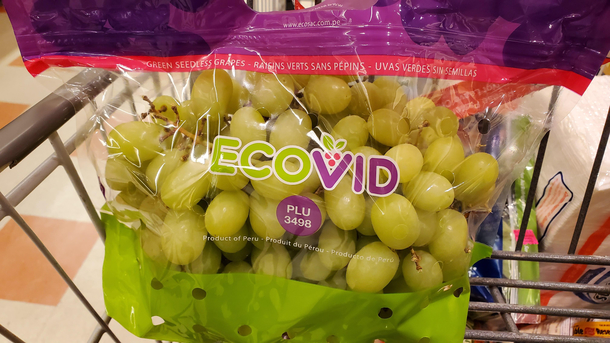 www.ecosac.com.pe
GREEN SEEDLESS GRAPES - RAISINS VERTS SANS PÉPINS - UVAS VERDES SIN SEMILLAS
ECOVID
PLU
3498
Product of Peru - Produit du Pérou - Producto de Perú